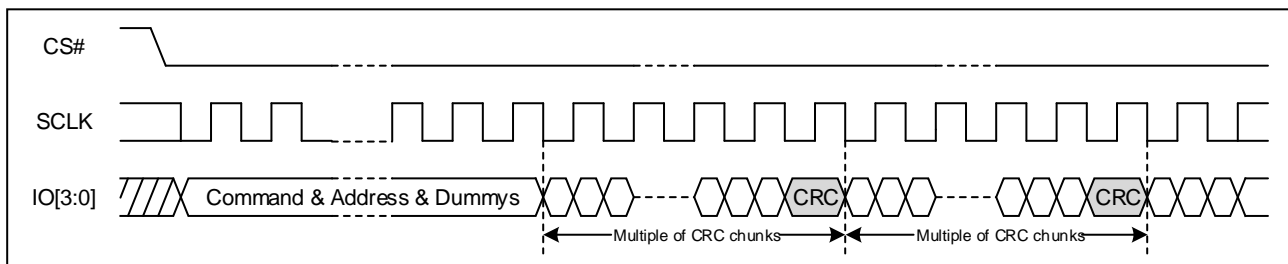 CS#
SCLK
IO[3:0]
Command & Address & Dummys
CRC
CRC
Multiple of CRC chunks
Multiple of CRC chunks